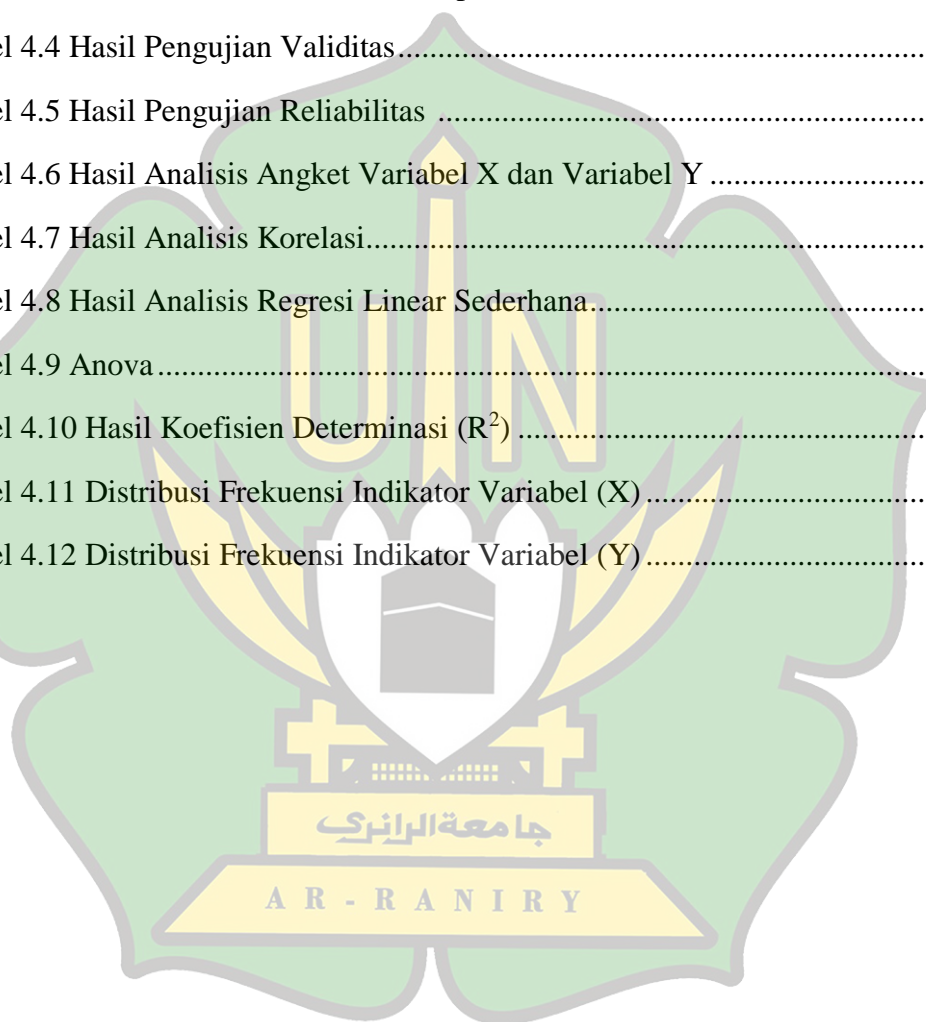 el 4.4 Hasil Pengujian Validitas
el 4.5 Hasil Pengujian Reliabilitas
el 4.6 Hasil Analisis Angket Variabel X dan Variabel Y
el 4.7 Hasil Analisis Korelasi
el 4.8 Hasil Analisis Regresi Linear Sederhana
el 4.9 Anova
el 4.10 Hasil Koefisien Determinasi (R²)
el 4.11 Distribusi Frekuensi Indikator Variabel (X)
el 4.12 Distribusi Frekuensi Indikator Variabel (Y)
UIN
جامعة الرانري
AR-RANIRY